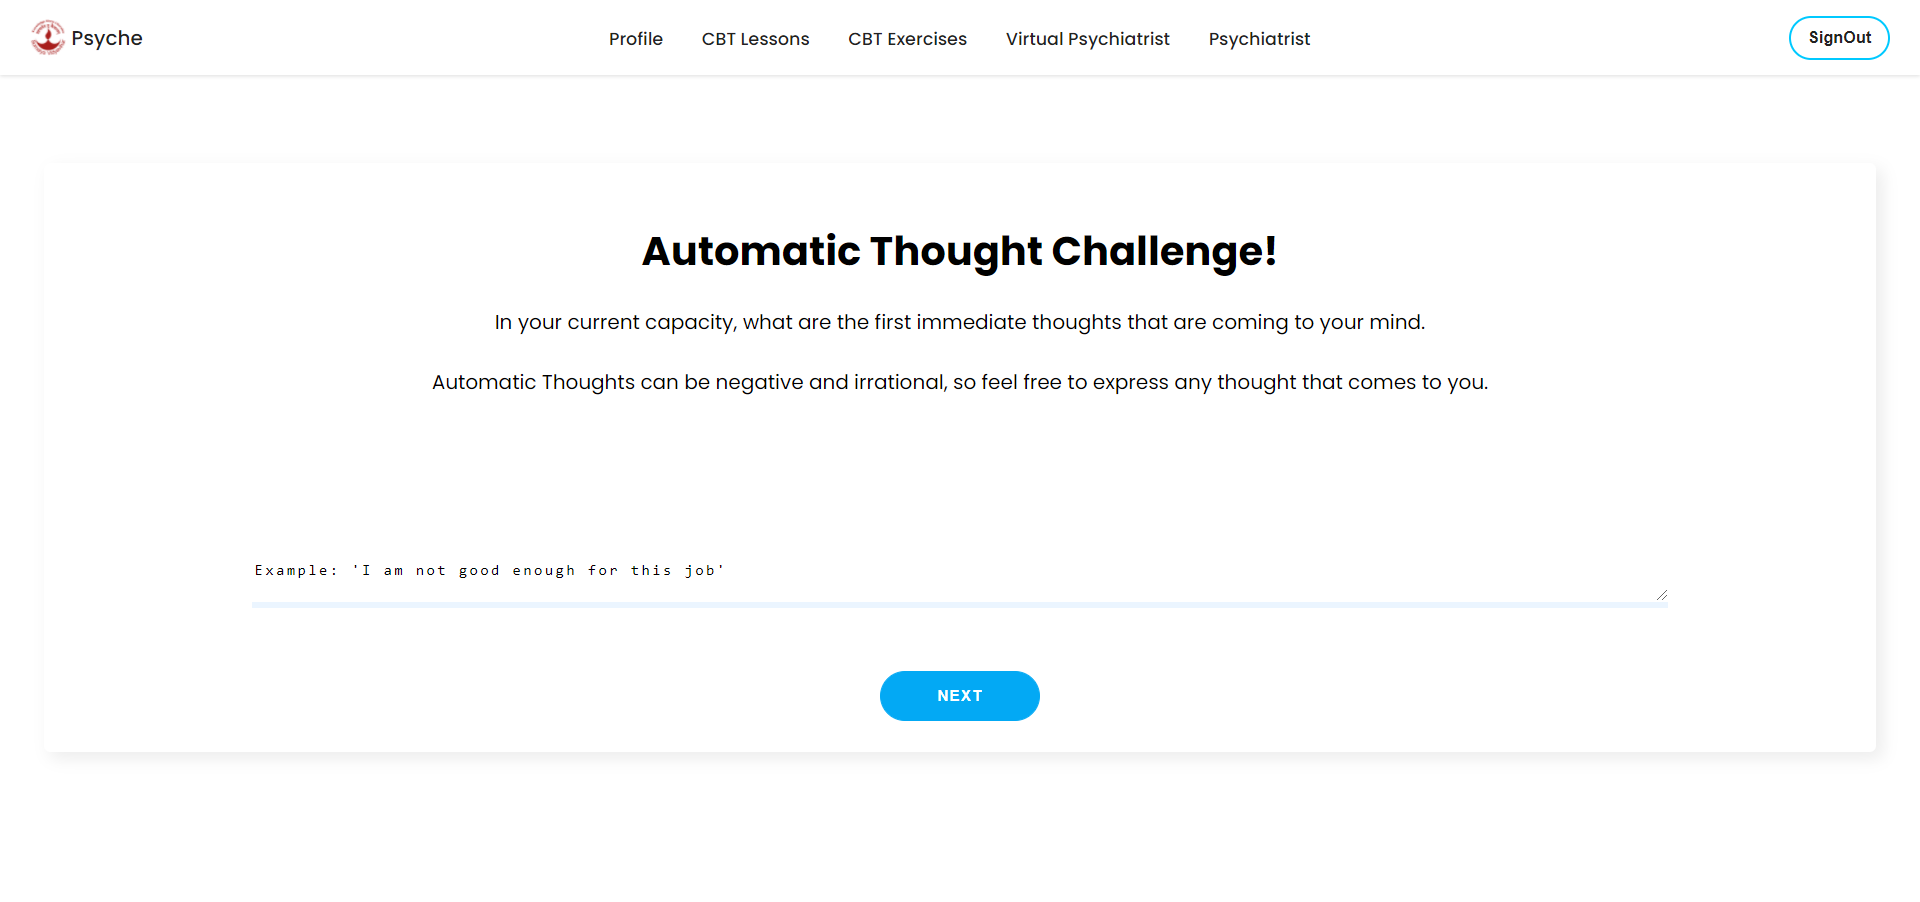 Psyche
Profile
CBT Lessons
CBT Exercises
Virtual Psychiatrist
Psychiatrist
SignOut
Automatic Thought Challenge!
In your current capacity, what are the first immediate thoughts that are coming to your mind.
Automatic Thoughts can be negative and irrational, so feel free to express any thought that comes to you.
Example: 'I am not good enough for this job'
NEXT